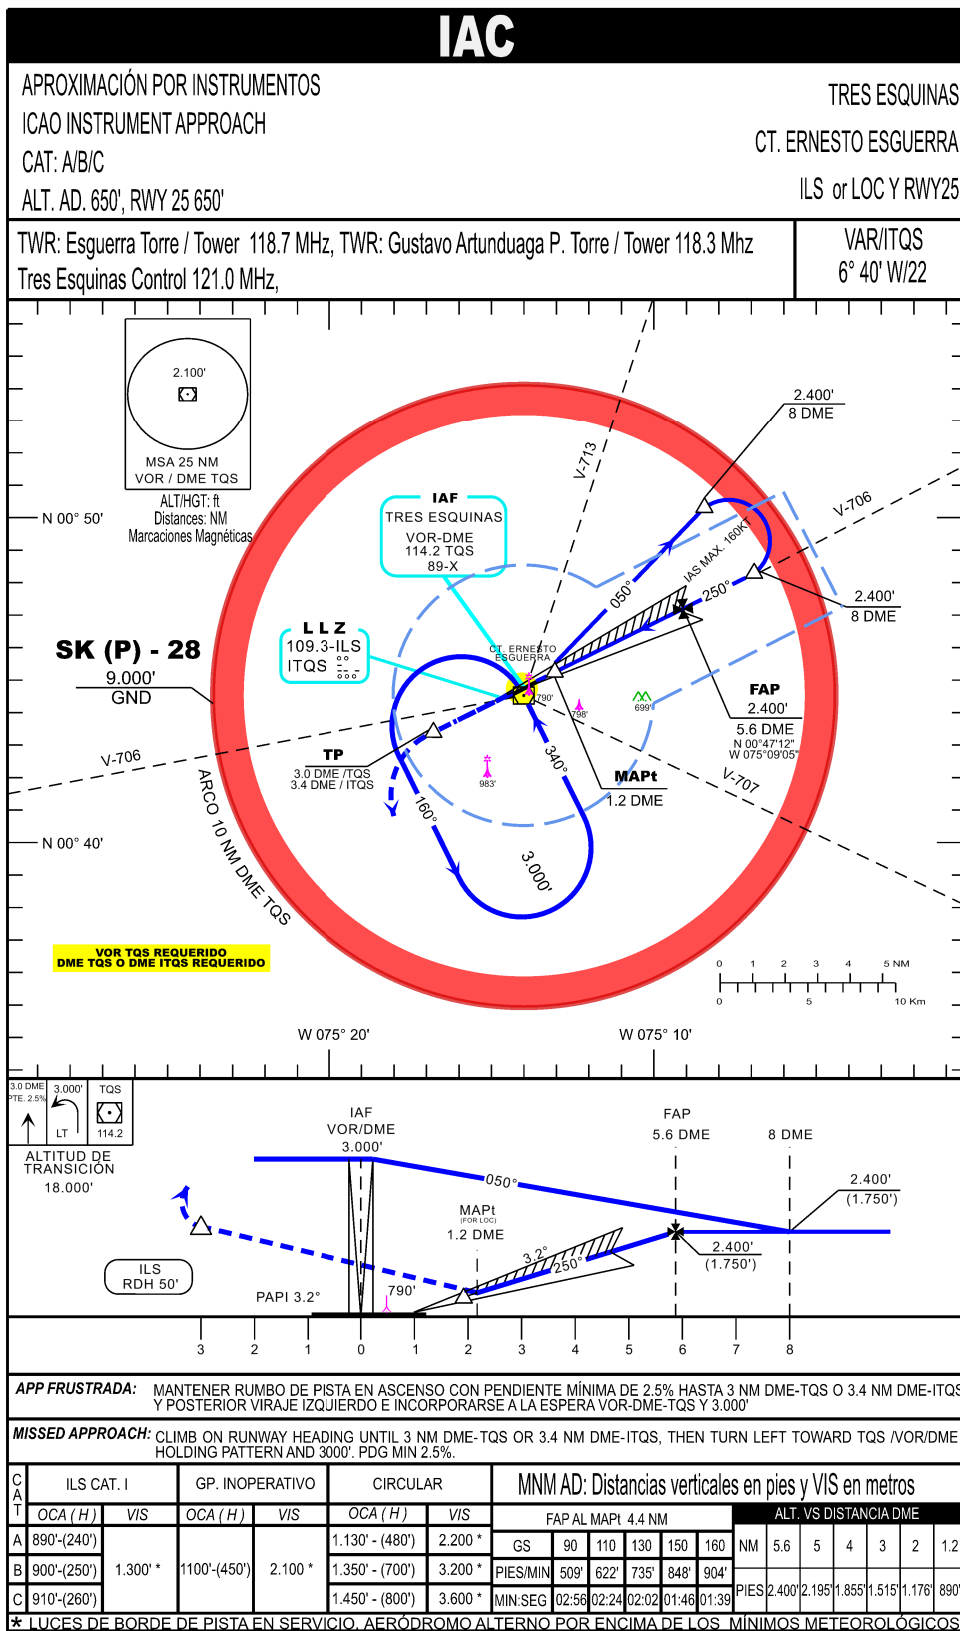 IAC
APROXIMACIÓN POR INSTRUMENTOS
ICAO INSTRUMENT APPROACH
CAT: A/B/C
ALT. AD. 650', RWY 25 650'
TRES ESQUINAS
CT. ERNESTO ESGUERRA
ILS or LOC Y RWY25
TWR: Esguerra Torre / Tower 118.7 MHz, TWR: Gustavo Artunduaga P. Torre / Tower 118.3 Mhz
Tres Esquinas Control 121.0 MHz,
VAR/ITQS
6° 40' W/22
2.100'
MSA 25 NM
VOR / DME TQS
ALT/HGT: ft
Distances: NM
Marcaciones Magnéticas
N 00° 50'
V-713
2.400'
8 DME
V-706
IAF
TRES ESQUINAS
VOR-DME
114.2 TQS
89-X
IAS MAX. 160KT
050°
250°
2.400'
8 DME
L L Z
109.3-ILS
ITQS
CT. ERNESTO
ESGUERRA
SK (P) - 28
9.000'
GND
790'
798'
699'
FAP
2.400'
5.6 DME
N 00°47'12"
W 075°09'05"
V-706
TP
3.0 DME /TQS
3.4 DME / ITQS
983'
340°
160°
MAPt
1.2 DME
V-707
N 00° 40'
ARCO 10 NM DME TQS
3.000'
VOR TQS REQUERIDO
DME TQS O DME ITQS REQUERIDO
0 1 2 3 4 5 NM
0 5 10 Km
W 075° 20'
W 075° 10'
3.0 DME
PTE. 2.5%
3.000'
LT
TQS
114.2
ALTITUD DE
TRANSICIÓN
18.000'
IAF
VOR/DME
3.000'
FAP
5.6 DME
8 DME
050°
2.400'
(1.750')
MAPt
(FOR LOC)
1.2 DME
3.2°
250°
2.400'
(1.750')
ILS
RDH 50'
PAPI 3.2°
790'
3 2 1 0 1 2 3 4 5 6 7 8
APP FRUSTRADA: MANTENER RUMBO DE PISTA EN ASCENSO CON PENDIENTE MÍNIMA DE 2.5% HASTA 3 NM DME-TQS O 3.4 NM DME-ITQS
Y POSTERIOR VIRAJE IZQUIERDO E INCORPORARSE A LA ESPERA VOR-DME-TQS Y 3.000'
MISSED APPROACH: CLIMB ON RUNWAY HEADING UNTIL 3 NM DME-TQS OR 3.4 NM DME-ITQS, THEN TURN LEFT TOWARD TQS /VOR/DME
HOLDING PATTERN AND 3000'. PDG MIN 2.5%.
CAT ILS CAT. I GP. INOPERATIVO CIRCULAR
OCA ( H ) VIS OCA ( H ) VIS OCA ( H ) VIS
A 890'-(240') 1.130' - (480') 2.200 *
B 900'-(250') 1.300' * 1100'-(450') 2.100 * 1.350' - (700') 3.200 *
C 910'-(260') 1.450' - (800') 3.600 *
MNM AD: Distancias verticales en pies y VIS en metros
FAP AL MAPt 4.4 NM
GS 90 110 130 150 160
PIES/MIN 509' 622' 735' 848' 904'
MIN:SEG 02:56 02:24 02:02 01:46 01:39
ALT. VS DISTANCIA DME
NM 5.6 5 4 3 2 1.2
PIES 2.400' 2.195' 1.855' 1.515' 1.176' 890'
* LUCES DE BORDE DE PISTA EN SERVICIO. AERÓDROMO ALTERNO POR ENCIMA DE LOS MÍNIMOS METEOROLÓGICOS